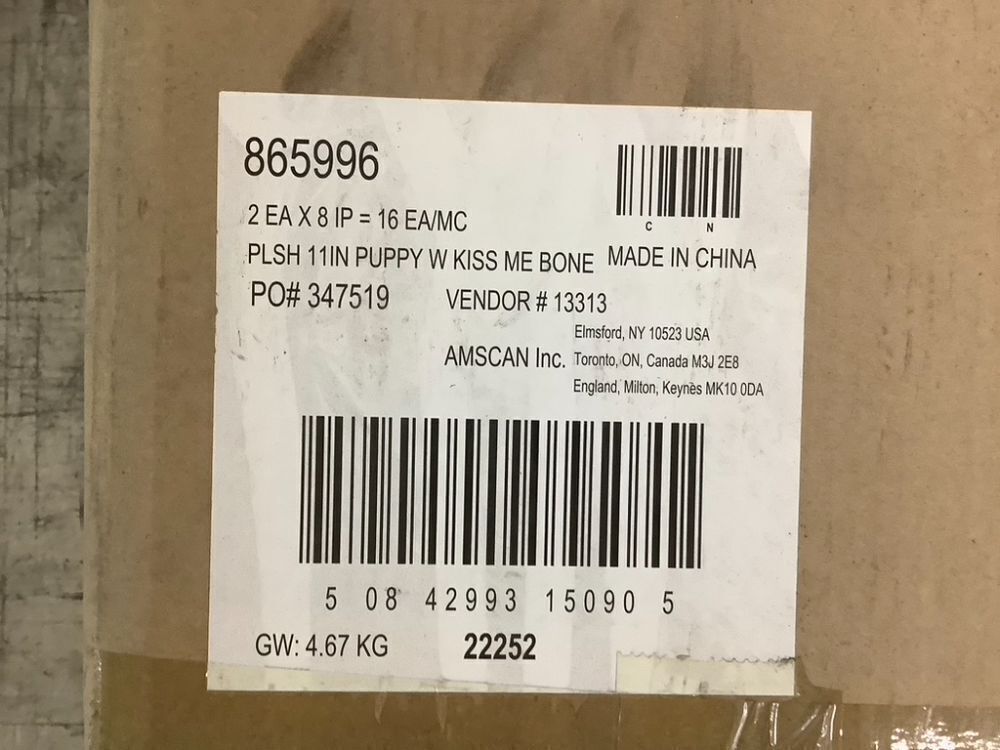 865996
C N
2 EA X 8 IP = 16 EA/MC
PLSH 11IN PUPPY W KISS ME BONE MADE IN CHINA
PO# 347519 VENDOR # 13313
Elmsford, NY 10523 USA
AMSCAN Inc. Toronto, ON, Canada M3J 2E8
England, Milton, Keynes MK10 0DA
5 08 42993 15090 5
GW: 4.67 KG 22252